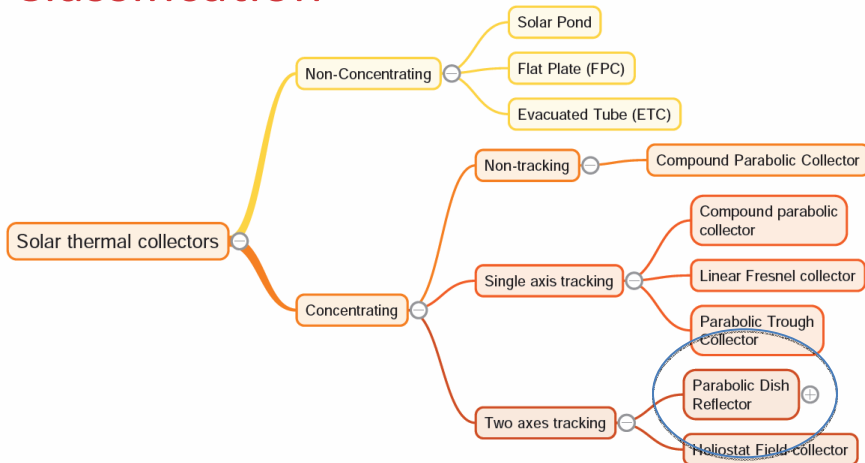 Solar Pond
Non-Concentrating
Flat Plate (FPC)
Evacuated Tube (ETC)
Non-tracking
Compound Parabolic Collector
Solar thermal collectors
Compound parabolic
collector
Single axis tracking
Linear Fresnel collector
Concentrating
Parabolic Trough
Collector
Parabolic Dish
Reflector
Two axes tracking
Heliostat Field collector